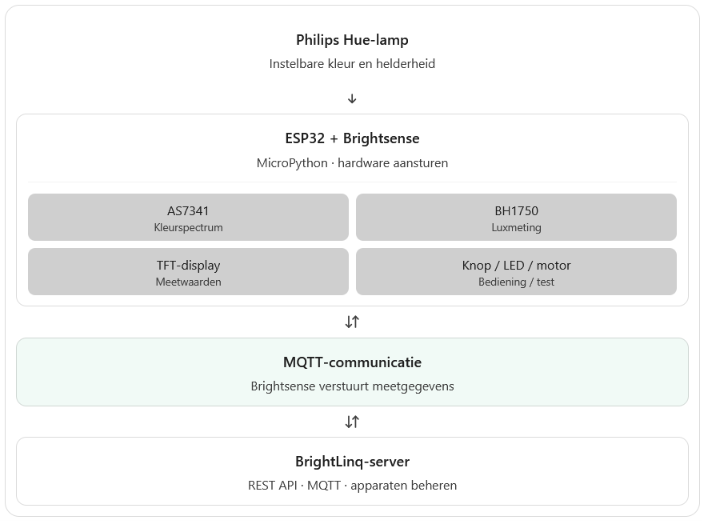 Philips Hue-lamp
Instelbare kleur en helderheid
ESP32 + Brightsense
MicroPython · hardware aansturen
AS7341
Kleurspectrum
BH1750
Luxmeting
TFT-display
Meetwaarden
Knop / LED / motor
Bediening / test
MQTT-communicatie
Brightsense verstuurt meetgegevens
BrightLinq-server
REST API · MQTT · apparaten beheren